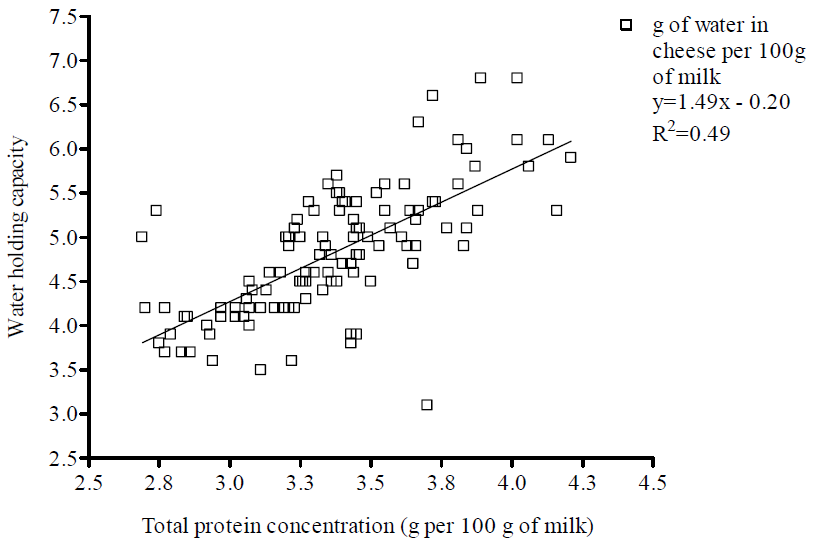 7.5
7.0
6.5
6.0
5.5
5.0
4.5
4.0
3.5
3.0
2.5
Water holding capacity
2.5 2.8 3.0 3.3 3.5 3.8 4.0 4.3 4.5
Total protein concentration (g per 100 g of milk)
g of water in
cheese per 100g
of milk
y=1.49x - 0.20
R²=0.49